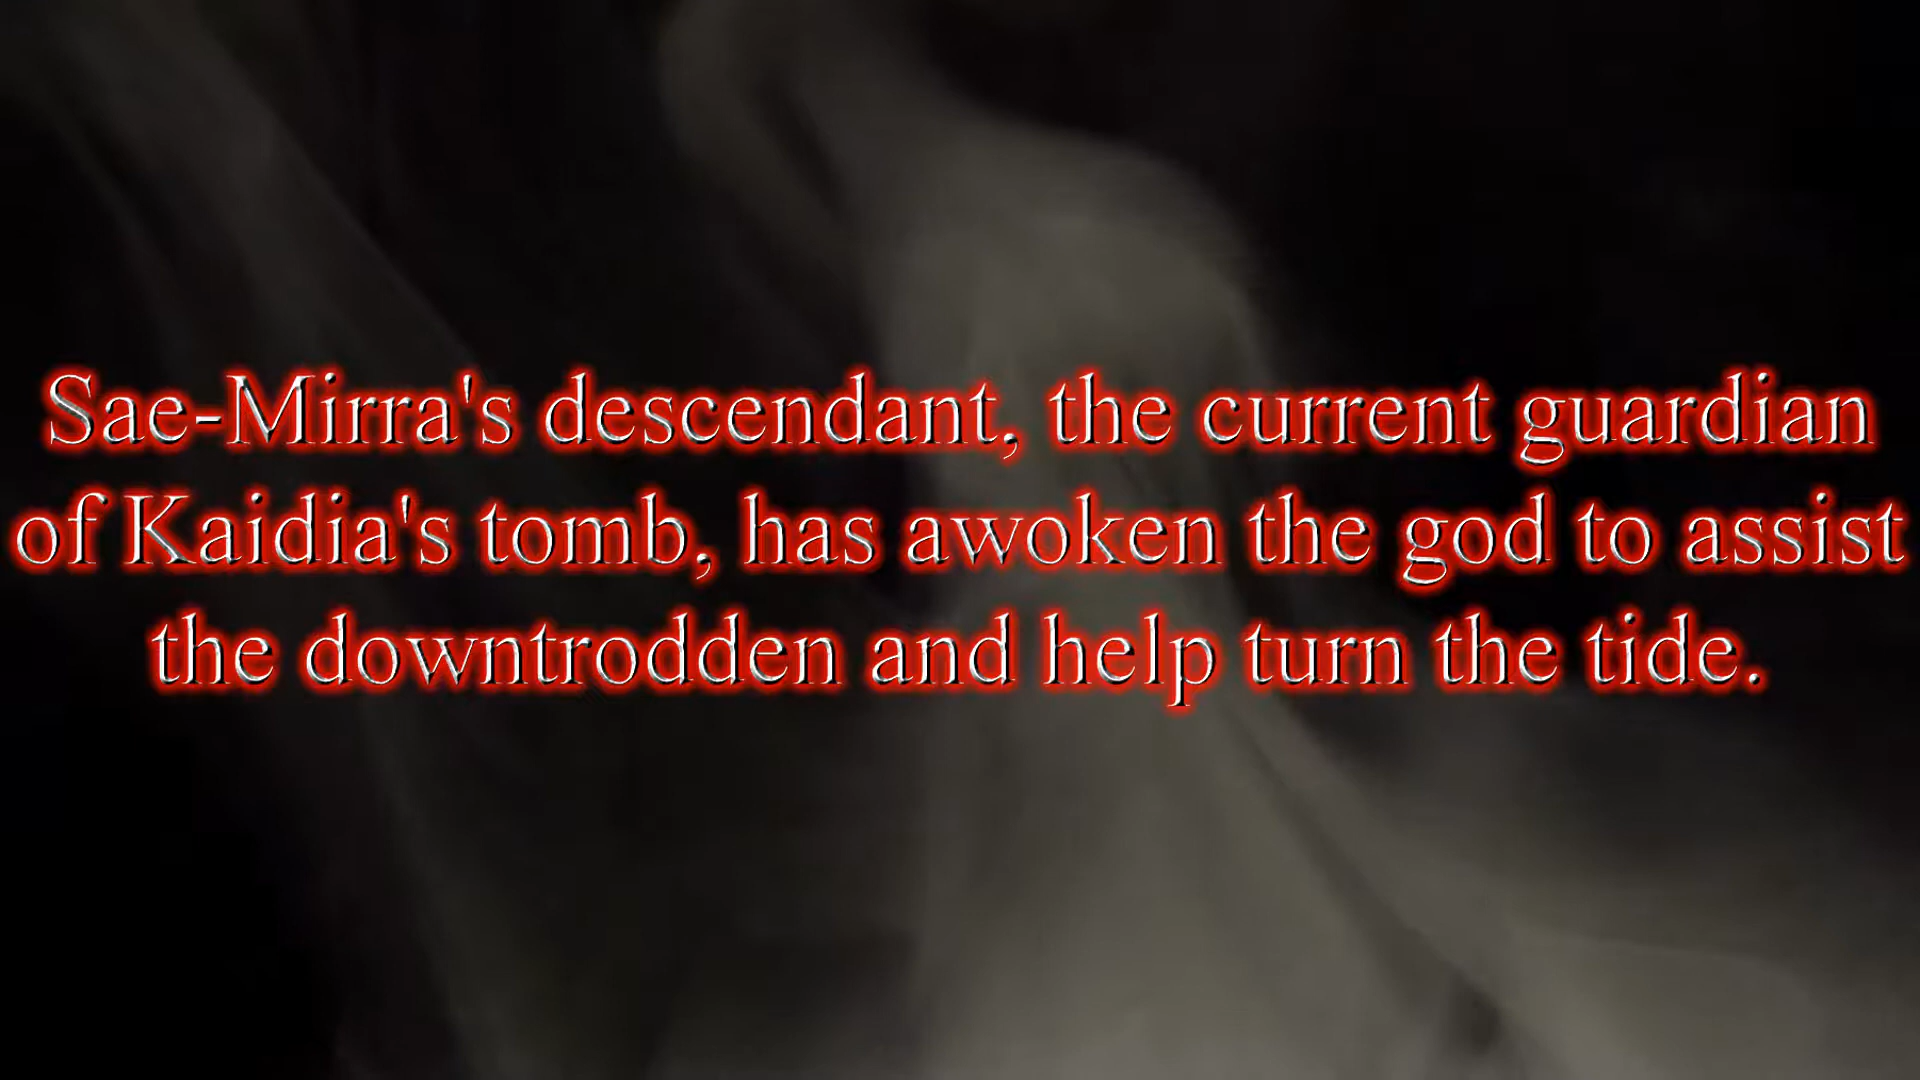 Sae-Mirra's descendant, the current guardian
of Kaidia's tomb, has awoken the god to assist
the downtrodden and help turn the tide.